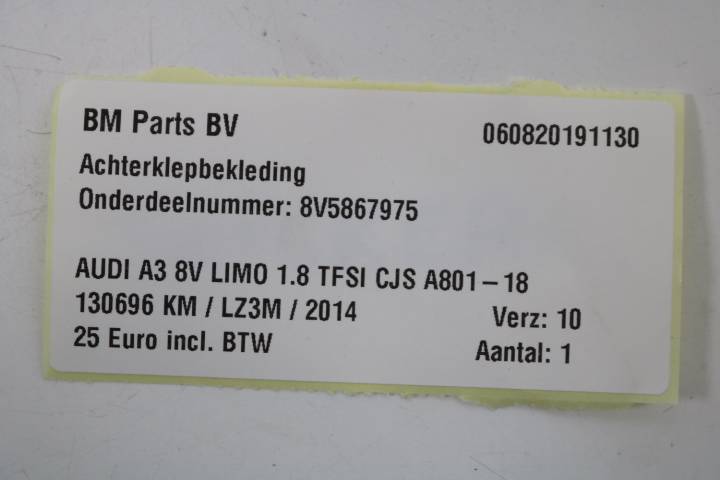 BM Parts BV 060820191130
Achterklepbekleding
Onderdeelnummer: 8V5867975
AUDI A3 8V LIMO 1.8 TFSI CJS A801-18
130696 KM / LZ3M / 2014 Verz: 10
25 Euro incl. BTW Aantal: 1